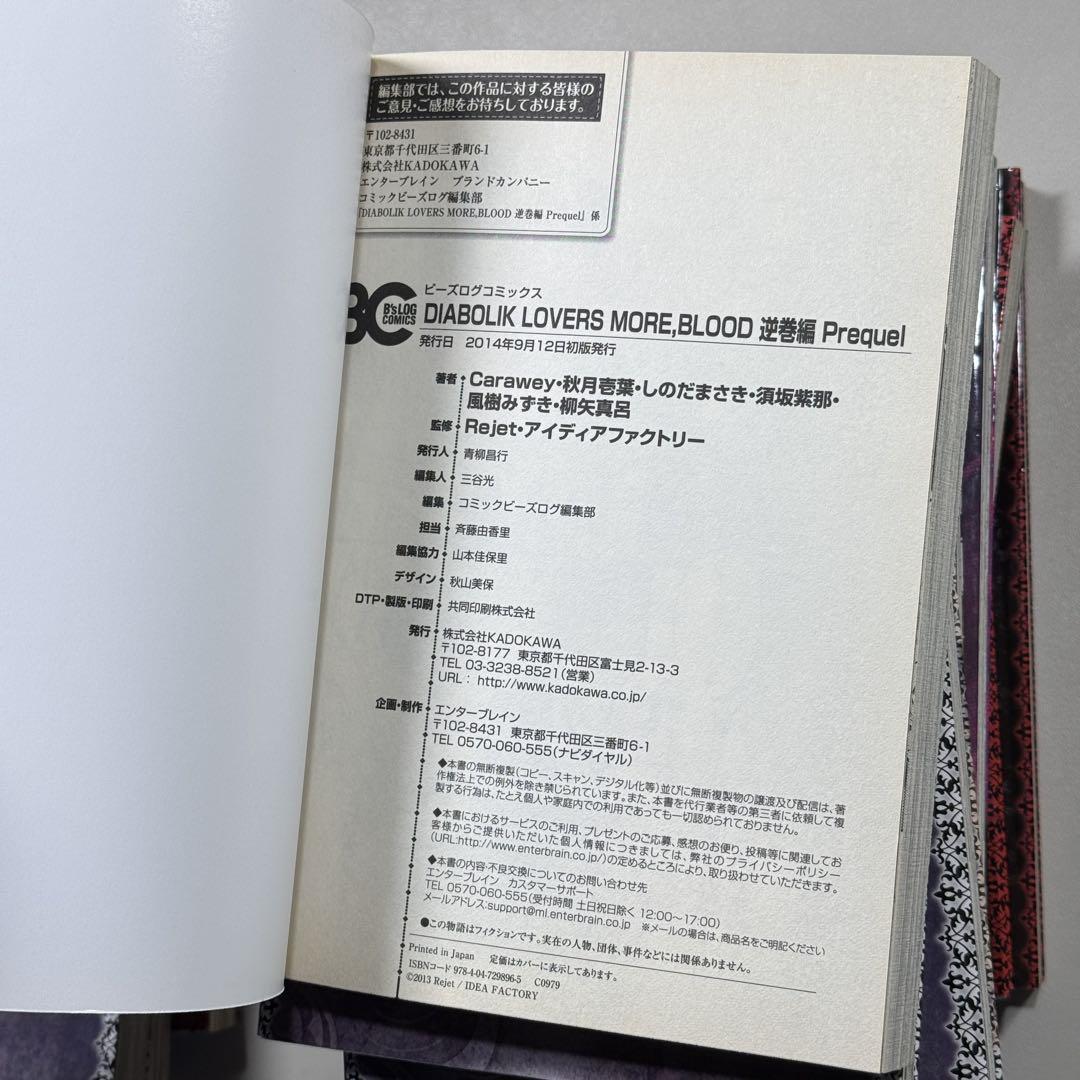 編集部では、この作品に対する皆様の
ご意見・ご感想をお待ちしております。
〒102-8431
東京都千代田区三番町6-1
株式会社KADOKAWA
エンターブレイン ブランドカンパニー
コミックビーズログ編集部
『DIABOLIK LOVERS MORE,BLOOD 逆巻編 Prequel』係
BC B's-LOG COMICS
ビーズログコミックス
DIABOLIK LOVERS MORE,BLOOD 逆巻編 Prequel
発行日 2014年9月12日初版発行
著者 Carawey・秋月壱葉・しのだまさき・須坂紫那・
風樹みずき・柳矢真呂
監修 Rejet・アイディアファクトリー
発行人 青柳昌行
編集人 三谷光
編集 コミックビーズログ編集部
担当 斉藤由香里
編集協力 山本佳保里
デザイン 秋山美保
DTP・製版・印刷 共同印刷株式会社
発行 株式会社KADOKAWA
〒102-8177 東京都千代田区富士見2-13-3
TEL 03-3238-8521(営業)
URL : http://www.kadokawa.co.jp/
企画・制作 エンターブレイン
〒102-8431 東京都千代田区三番町6-1
TEL 0570-060-555(ナビダイヤル)
◆本書の無断複製(コピー、スキャン、デジタル化等)並びに無断複製物の譲渡及び配信は、著
作権法上での例外を除き禁じられています。また、本書を代行業者等の第三者に依頼して複
製する行為は、たとえ個人や家庭内での利用であっても一切認められておりません。
◆本書におけるサービスのご利用、プレゼントのご応募、感想のお便り、投稿等に関連してお
客様からご提供いただいた個人情報につきましては、弊社のプライバシーポリシー
(URL:http://www.enterbrain.co.jp/)の定めるところにより、取り扱わせていただきます。
◆本書の内容・不良交換についてのお問い合わせ先
エンターブレイン カスタマーサポート
TEL 0570-060-555(受付時間 土日祝日除く 12:00～17:00)
メールアドレス:support@ml.enterbrain.co.jp ※メールの場合は、商品名をご明記ください
●この物語はフィクションです。実在の人物、団体、事件などには関係ありません。
Printed in Japan 定価はカバーに表示してあります。
ISBNコード 978-4-04-729896-5 C0979
©2013 Rejet / IDEA FACTORY